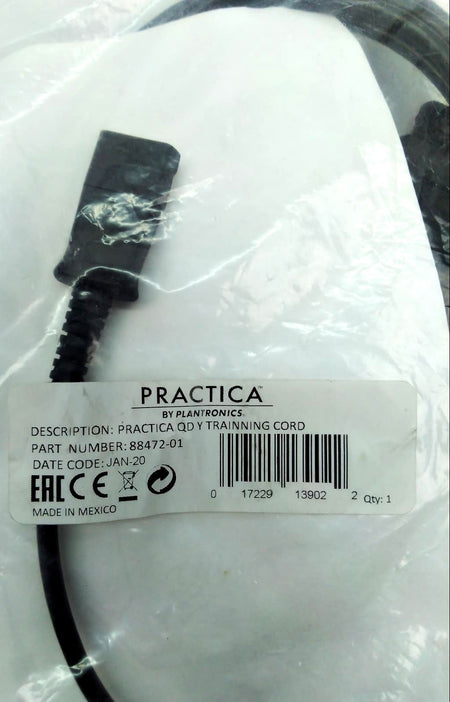 PRACTICA™
BY PLANTRONICS®
DESCRIPTION: PRACTICA QD Y TRAINNING CORD
PART NUMBER: 88472-01
DATE CODE: JAN-20
EAC CE
0 17229 13902 2 Qty: 1
MADE IN MEXICO